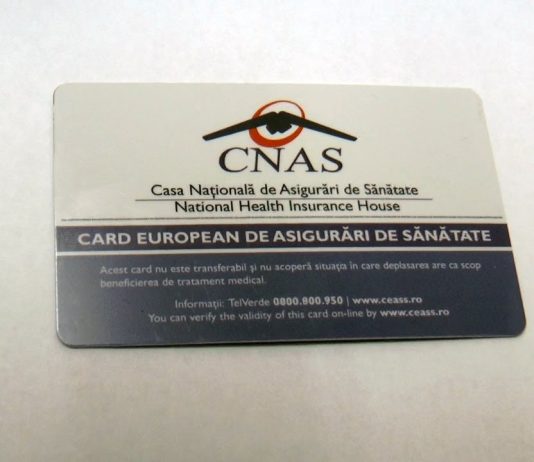 CNAS
Casa Naţională de Asigurări de Sănătate
National Health Insurance House
CARD EUROPEAN DE ASIGURĂRI DE SĂNĂTATE
Acest card nu este transferabil şi nu acoperă situaţia în care deplasarea are ca scop
beneficierea de tratament medical.
Informaţii: TelVerde 0800.800.950 | www.ceass.ro
You can verify the validity of this card on-line by www.ceass.ro